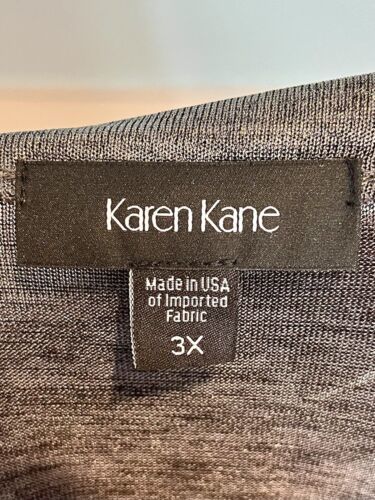 Karen Kane
Made in USA
of Imported
Fabric
3X